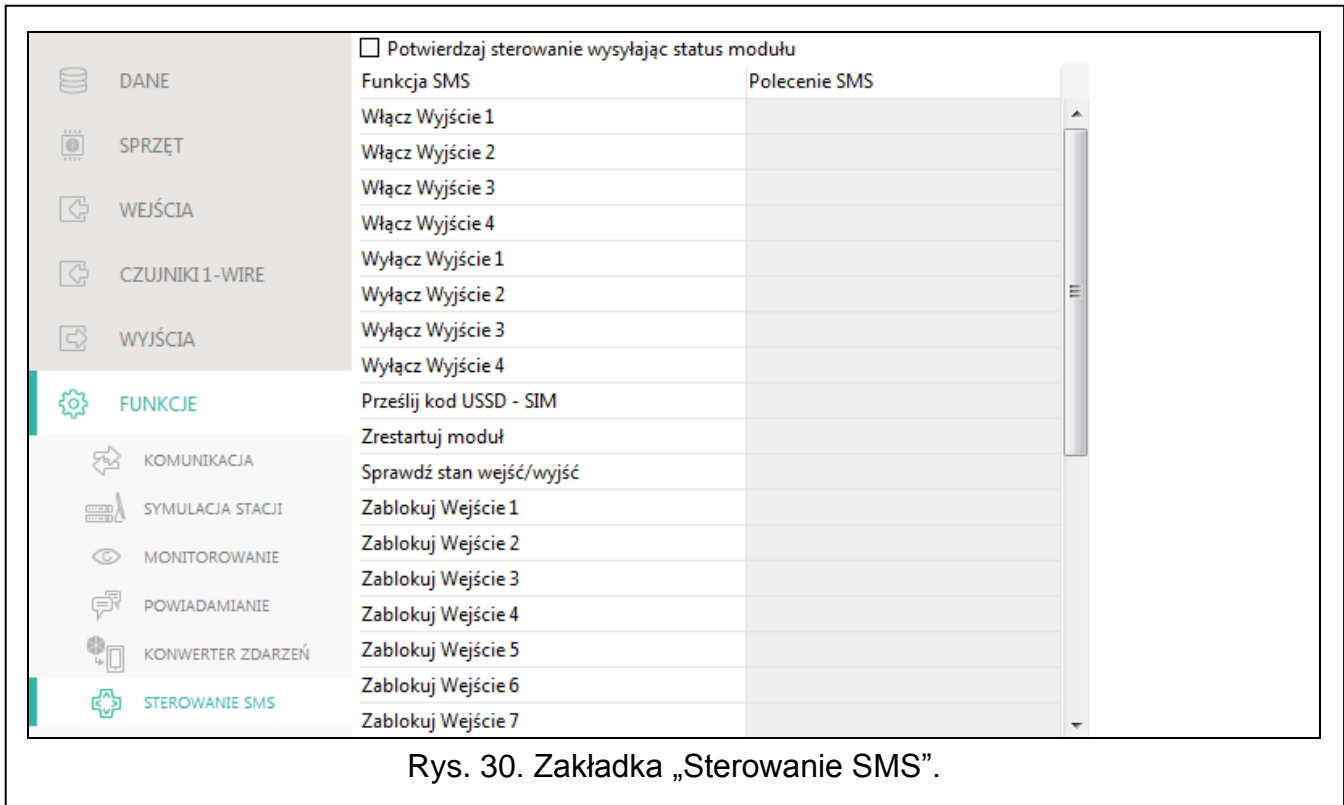 DANE
SPRZĘT
WEJŚCIA
CZUJNIKI 1-WIRE
WYJŚCIA
FUNKCJE
KOMUNIKACJA
SYMULACJA STACJI
MONITOROWANIE
POWIADAMIANIE
KONWERTER ZDARZEŃ
STEROWANIE SMS
Potwierdzaj sterowanie wysyłając status modułu
Funkcja SMS Polecenie SMS
Włącz Wyjście 1
Włącz Wyjście 2
Włącz Wyjście 3
Włącz Wyjście 4
Wyłącz Wyjście 1
Wyłącz Wyjście 2
Wyłącz Wyjście 3
Wyłącz Wyjście 4
Prześlij kod USSD - SIM
Zrestartuj moduł
Sprawdź stan wejść/wyjść
Zablokuj Wejście 1
Zablokuj Wejście 2
Zablokuj Wejście 3
Zablokuj Wejście 4
Zablokuj Wejście 5
Zablokuj Wejście 6
Zablokuj Wejście 7
Rys. 30. Zakładka „Sterowanie SMS”.